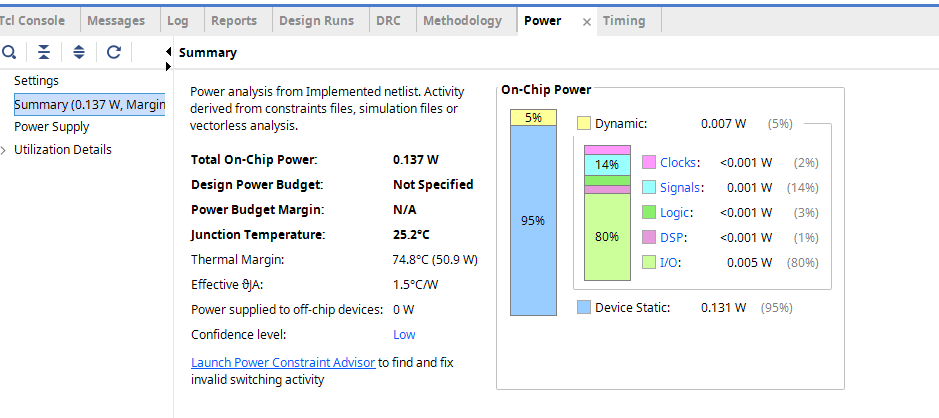 Tcl Console Messages Log Reports Design Runs DRC Methodology Power × Timing
Summary
Settings
Summary (0.137 W, Margin
Power Supply
Utilization Details
Power analysis from Implemented netlist. Activity
derived from constraints files, simulation files or
vectorless analysis.
Total On-Chip Power: 0.137 W
Design Power Budget: Not Specified
Power Budget Margin: N/A
Junction Temperature: 25.2°C
Thermal Margin: 74.8°C (50.9 W)
Effective ϑJA: 1.5°C/W
Power supplied to off-chip devices: 0 W
Confidence level: Low
Launch Power Constraint Advisor to find and fix
invalid switching activity
On-Chip Power
5%
95%
Dynamic: 0.007 W (5%)
14%
80%
Clocks: <0.001 W (2%)
Signals: 0.001 W (14%)
Logic: <0.001 W (3%)
DSP: <0.001 W (1%)
I/O: 0.005 W (80%)
Device Static: 0.131 W (95%)